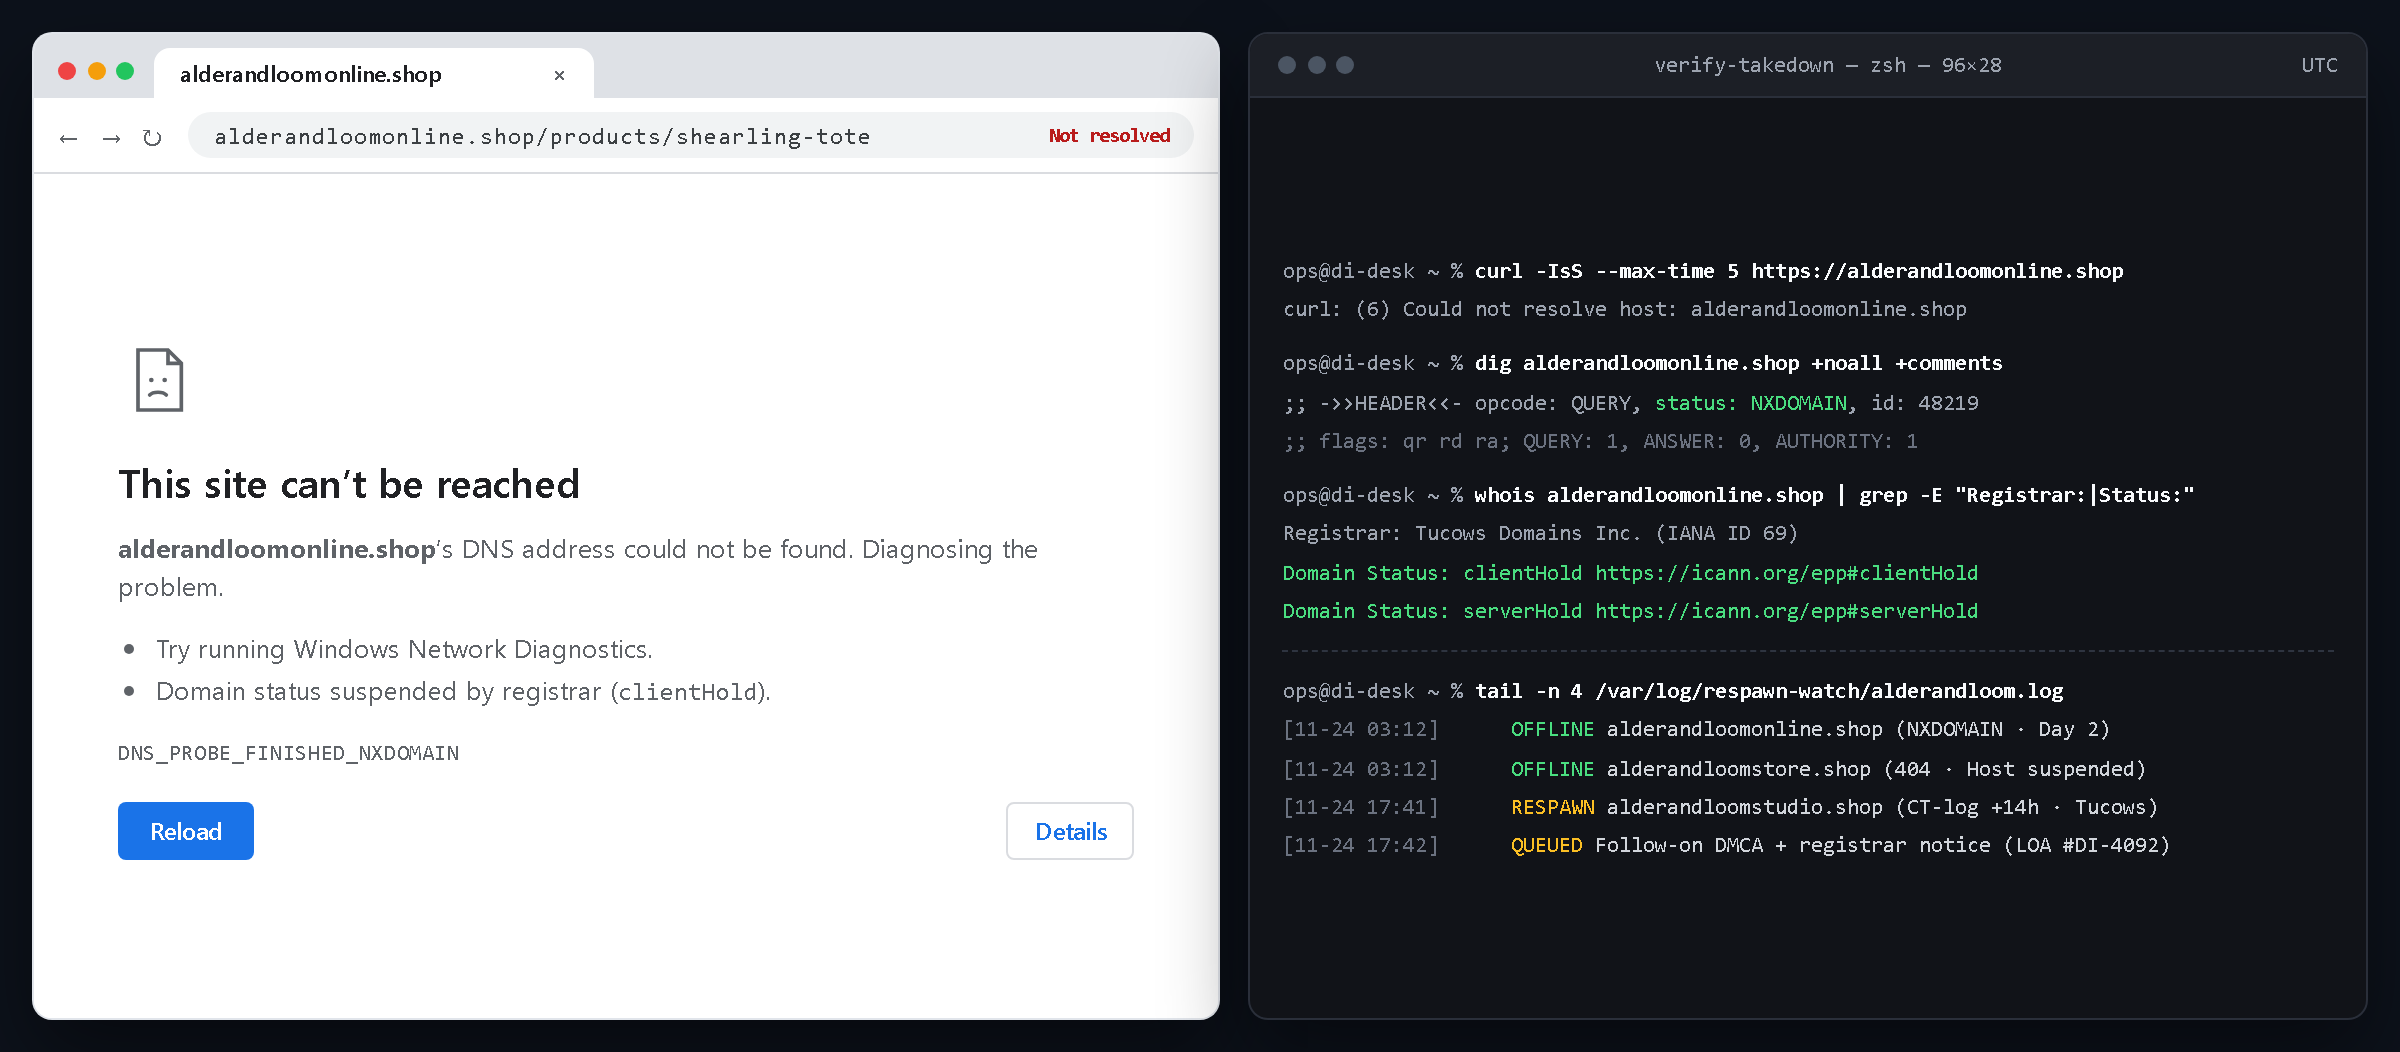 alderandloomonline.shop ×
← → ↻ alderandloomonline.shop/products/shearling-tote Not resolved
This site can’t be reached
alderandloomonline.shop’s DNS address could not be found. Diagnosing the
problem.
• Try running Windows Network Diagnostics.
• Domain status suspended by registrar (clientHold).
DNS_PROBE_FINISHED_NXDOMAIN
Reload
Details
verify-takedown — zsh — 96×28
UTC
ops@di-desk ~ % curl -IsS --max-time 5 https://alderandloomonline.shop
curl: (6) Could not resolve host: alderandloomonline.shop
ops@di-desk ~ % dig alderandloomonline.shop +noall +comments
;; ->>HEADER<<- opcode: QUERY, status: NXDOMAIN, id: 48219
;; flags: qr rd ra; QUERY: 1, ANSWER: 0, AUTHORITY: 1
ops@di-desk ~ % whois alderandloomonline.shop | grep -E "Registrar:|Status:"
Registrar: Tucows Domains Inc. (IANA ID 69)
Domain Status: clientHold https://icann.org/epp#clientHold
Domain Status: serverHold https://icann.org/epp#serverHold
ops@di-desk ~ % tail -n 4 /var/log/respawn-watch/alderandloom.log
[11-24 03:12] OFFLINE alderandloomonline.shop (NXDOMAIN · Day 2)
[11-24 03:12] OFFLINE alderandloomstore.shop (404 · Host suspended)
[11-24 17:41] RESPAWN alderandloomstudio.shop (CT-log +14h · Tucows)
[11-24 17:42] QUEUED Follow-on DMCA + registrar notice (LOA #DI-4092)